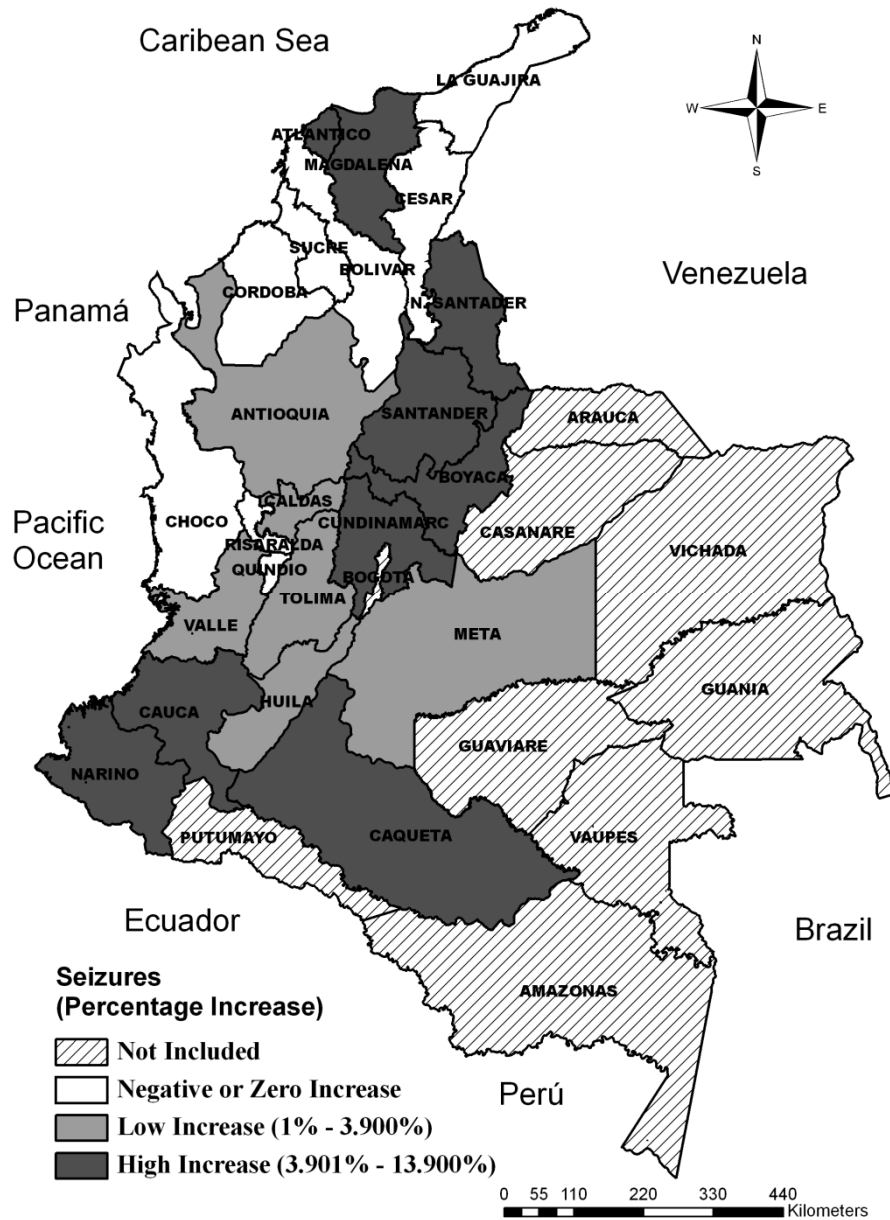 Caribean Sea
N
W
E
S
LA GUAJIRA
ATLANTICO
MAGDALENA
CESAR
SUCRE
BOLIVAR
Venezuela
CORDOBA
N. SANTADER
Panamá
ANTIOQUIA
SANTANDER
ARAUCA
BOYACA
Pacific
Ocean
CALDAS
CHOCO
CUNDINAMARC
CASANARE
RISARALDA
VICHADA
QUINDIO
BOGOTA
TOLIMA
VALLE
META
HUILA
GUANIA
CAUCA
GUAVIARE
NARINO
PUTUMAYO
CAQUETA
VAUPES
Ecuador
Brazil
AMAZONAS
Perú
Seizures
(Percentage Increase)
Not Included
Negative or Zero Increase
Low Increase (1% - 3.900%)
High Increase (3.901% - 13.900%)
0 55 110 220 330 440
Kilometers